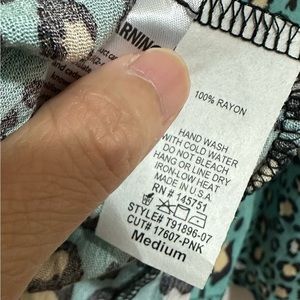 WARNIN
100% RAYON
HAND WASH
WITH COLD WATER
DO NOT BLEACH
HANG OR LINE DRY
IRON-LOW HEAT
MADE IN U.S.A.
RN # 145751
STYLE# T91896-07
CUT# 17607-PNK
Medium